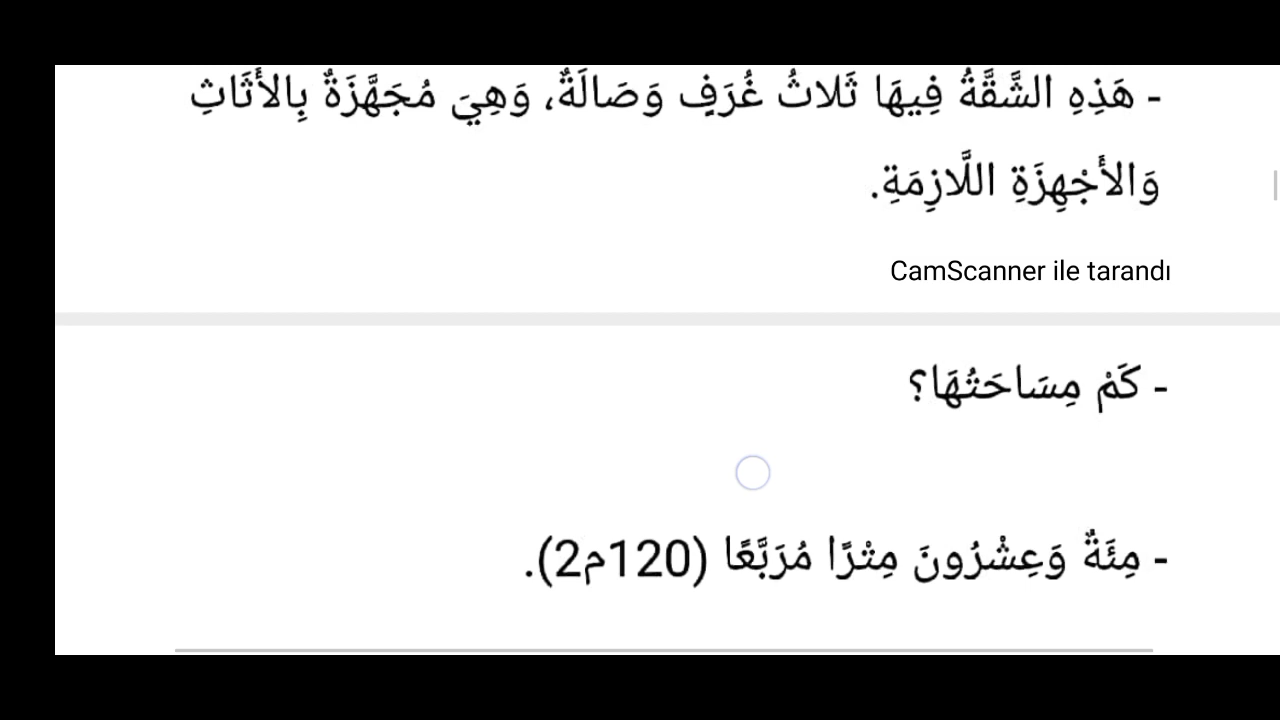 - هَذِهِ الشَّقَّةُ فِيهَا ثَلاثُ غُرَفٍ وَصَالَةٌ، وَهِيَ مُجَهَّزَةٌ بِالأَثَاثِ
وَالأَجْهِزَةِ اللَّازِمَةِ.
CamScanner ile tarandı
- كَمْ مِسَاحَتُهَا؟
- مِئَةٌ وَعِشْرُونَ مِتْرًا مُرَبَّعًا (120م2).